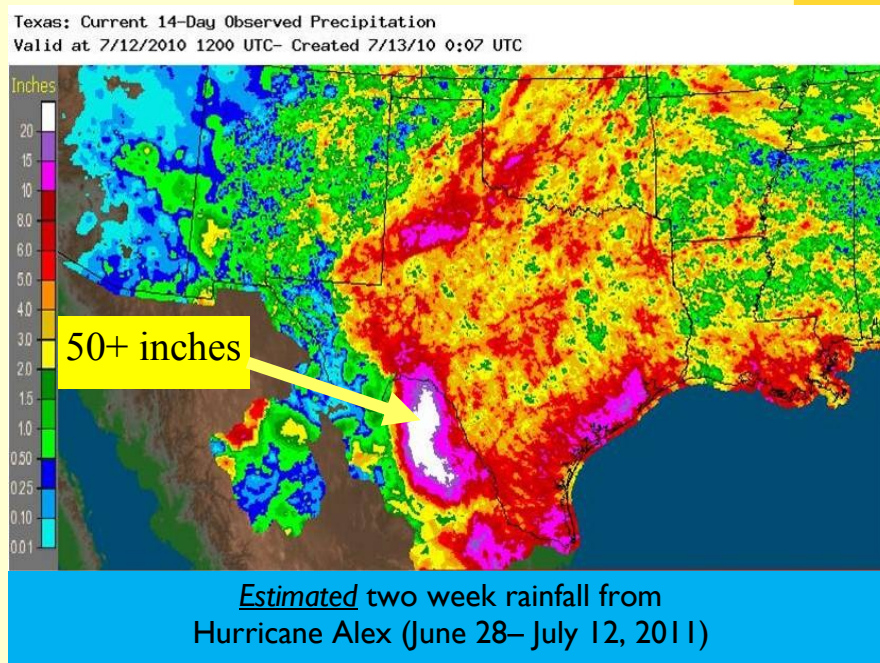 Texas: Current 14-Day Observed Precipitation
Valid at 7/12/2010 1200 UTC- Created 7/13/10 0:07 UTC
Inches
20
15
10
8.0
6.0
5.0
4.0
3.0
2.0
1.5
1.0
0.50
0.25
0.10
0.01
50+ inches
Estimated two week rainfall from
Hurricane Alex (June 28– July 12, 2011)